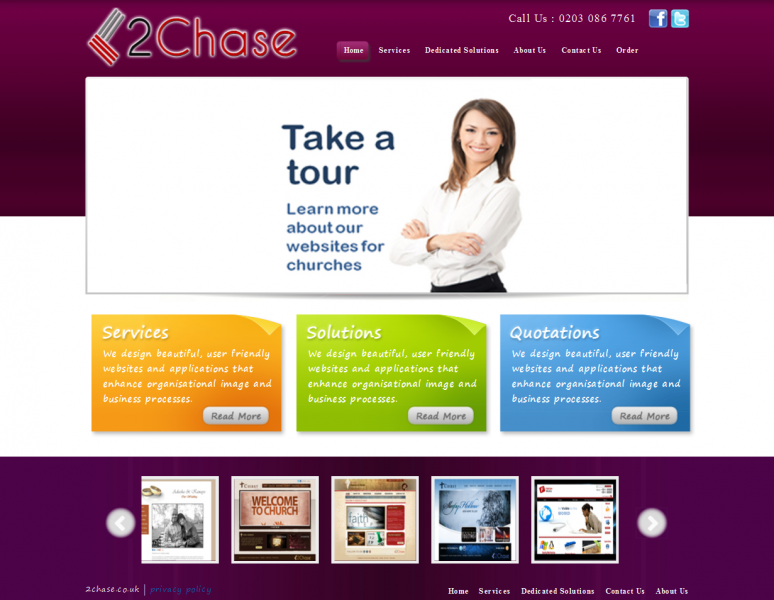 2Chase
Call Us : 0203 086 7761
Home Services Dedicated Solutions About Us Contact Us Order
Take a
tour
Learn more
about our
websites for
churches
Services
We design beautiful, user friendly
websites and applications that
enhance organisational image and
business processes.
Read More
Solutions
We design beautiful, user friendly
websites and applications that
enhance organisational image and
business processes.
Read More
Quotations
We design beautiful, user friendly
websites and applications that
enhance organisational image and
business processes.
Read More
WELCOME
TO CHURCH
faith
2chase.co.uk | privacy policy
Home Services Dedicated Solutions Contact Us About Us